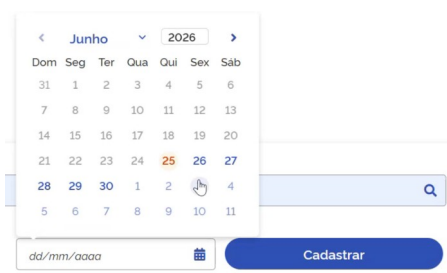 Junho 2026
Dom Seg Ter Qua Qui Sex Sáb
31 1 2 3 4 5 6
7 8 9 10 11 12 13
14 15 16 17 18 19 20
21 22 23 24 25 26 27
28 29 30 1 2 4
5 6 7 8 9 10 11
dd/mm/aaaa Cadastrar